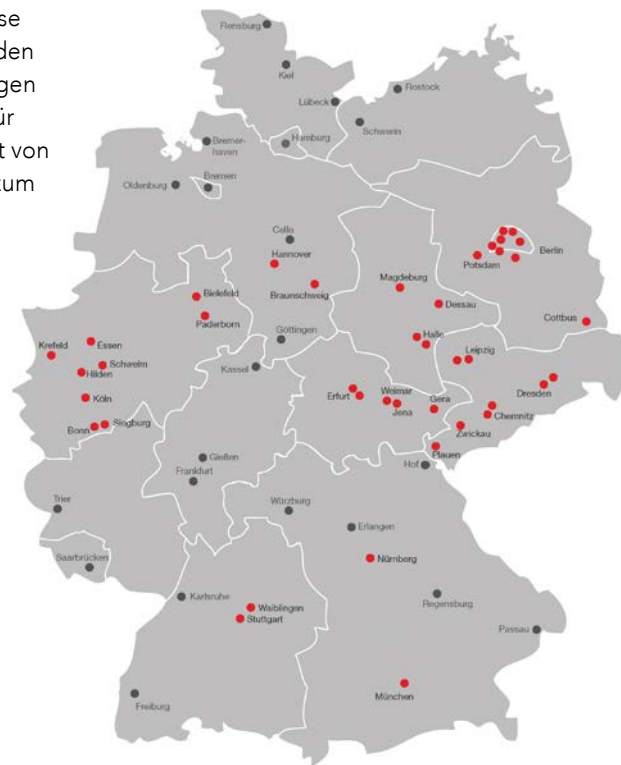 se
den
gen
ür
t von
zum
Flensburg
Kiel
Lübeck
Rostock
Schwerin
Hamburg
Bremer-
haven
Bremen
Oldenburg
Celle
Hannover
Braunschweig
Berlin
Potsdam
Magdeburg
Dessau
Cottbus
Bielefeld
Paderborn
Göttingen
Halle
Leipzig
Krefeld
Essen
Schwelm
Hilden
Köln
Bonn
Siegburg
Kassel
Erfurt
Weimar
Jena
Gera
Dresden
Chemnitz
Zwickau
Plauen
Hof
Gießen
Frankfurt
Trier
Würzburg
Erlangen
Saarbrücken
Nürnberg
Karlsruhe
Waiblingen
Stuttgart
Regensburg
Passau
München
Freiburg